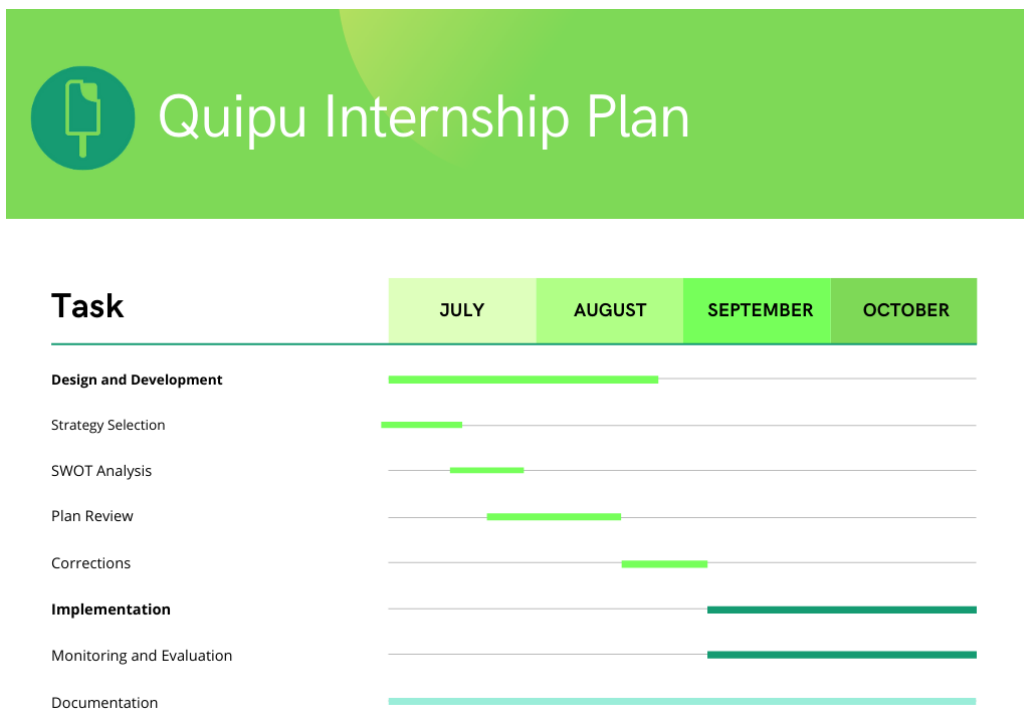 Quipu Internship Plan
Task JULY AUGUST SEPTEMBER OCTOBER
Design and Development
Strategy Selection
SWOT Analysis
Plan Review
Corrections
Implementation
Monitoring and Evaluation
Documentation